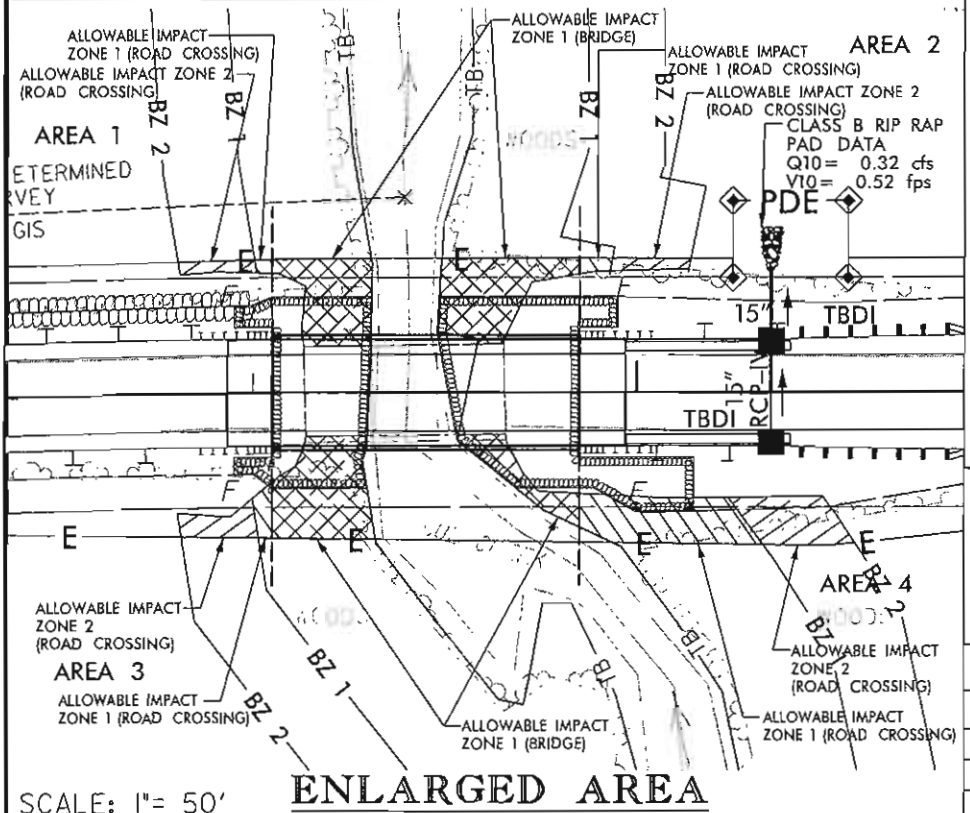 ALLOWABLE IMPACT
ZONE 1 (ROAD CROSSING)
ALLOWABLE IMPACT ZONE 2
(ROAD CROSSING)
TB
TB
ALLOWABLE IMPACT
ZONE 1 (BRIDGE)
ALLOWABLE IMPACT
ZONE 1 (ROAD CROSSING)
AREA 2
ALLOWABLE IMPACT ZONE 2
(ROAD CROSSING)
BZ 2
BZ 1
BZ 1
BZ 2
AREA 1
WOODS
CLASS B RIP RAP
PAD DATA
Q10= 0.32 cfs
V10= 0.52 fps
ETERMINED
RVEY
GIS
PDE
E
E
F
F
15"
TBDI
15"
RCP-IV
TBDI
F
F
E
E
E
E
ALLOWABLE IMPACT
ZONE 2
(ROAD CROSSING)
AREA 3
ALLOWABLE IMPACT
ZONE 1 (ROAD CROSSING)
BZ 2
BZ 1
TB
TB
ALLOWABLE IMPACT
ZONE 1 (BRIDGE)
AREA 4
BZ
BZ 2
ALLOWABLE IMPACT
ZONE 2
(ROAD CROSSING)
ALLOWABLE IMPACT
ZONE 1 (ROAD CROSSING)
SCALE: 1"= 50'
ENLARGED AREA